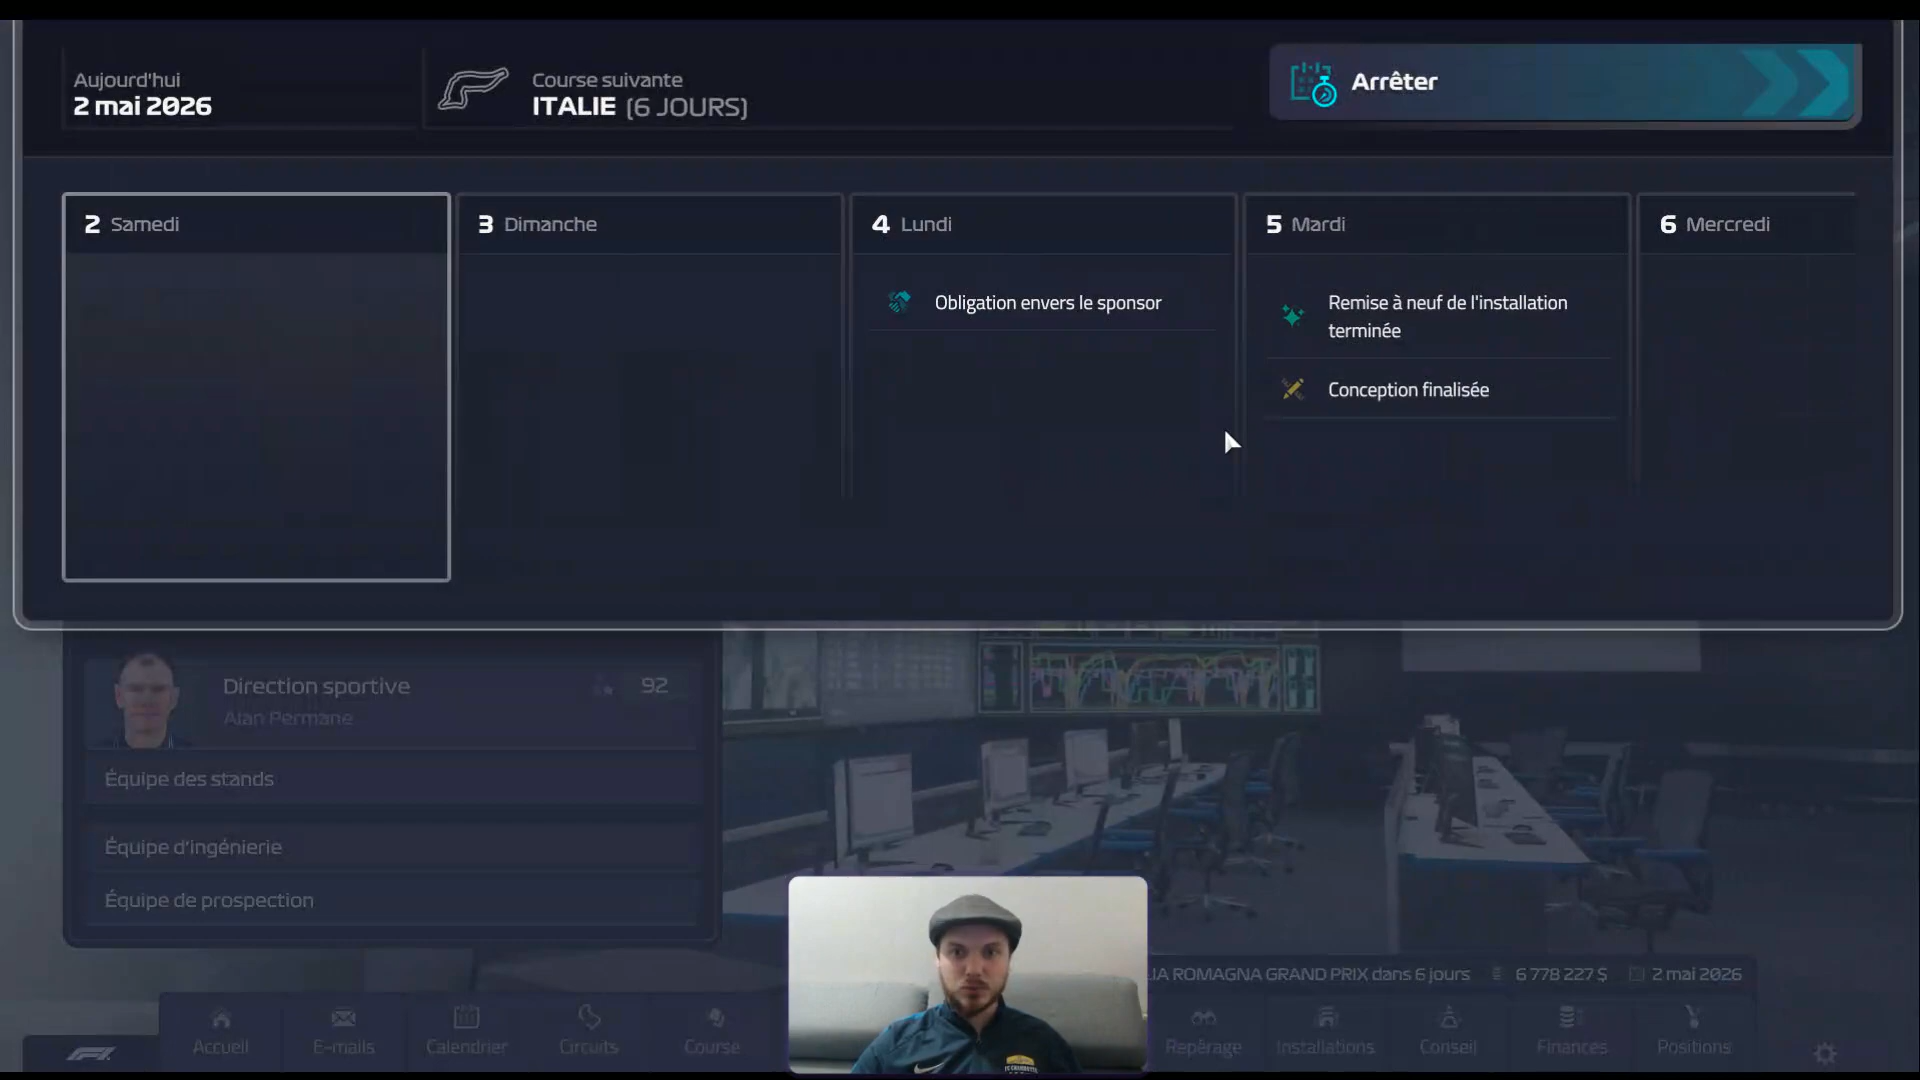 Aujourd'hui
2 mai 2026
Course suivante
ITALIE (6 JOURS)
Arrêter
2 Samedi
3 Dimanche
4 Lundi
5 Mardi
6 Mercredi
Obligation envers le sponsor
Remise à neuf de l'installation
terminée
Conception finalisée
Direction sportive
92
Alan Permane
Équipe des stands
Équipe d'ingénierie
Équipe de prospection
ROMAGNA GRAND PRIX dans 6 jours
6 778 227 $
2 mai 2026
Accueil
E-mails
Calendrier
Circuits
Course
Repérage
Installations
Conseil
Finances
Positions